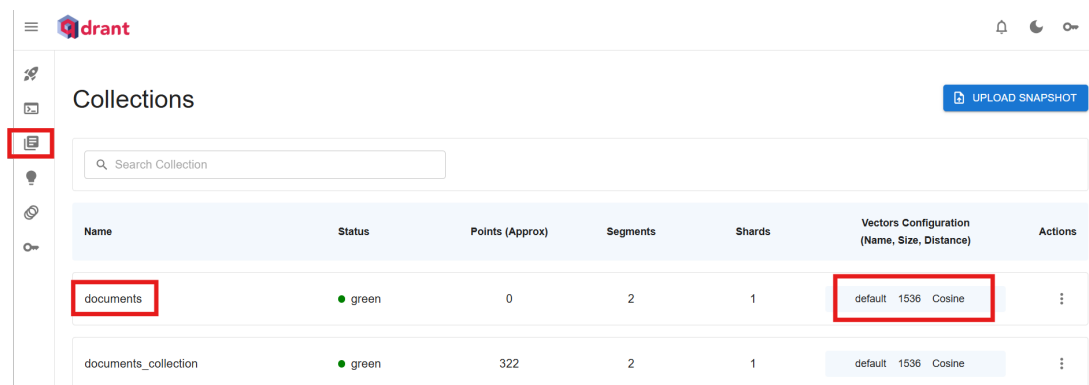 qdrant
Collections
UPLOAD SNAPSHOT
Search Collection
Name Status Points (Approx) Segments Shards Vectors Configuration (Name, Size, Distance) Actions
documents green 0 2 1 default 1536 Cosine
documents_collection green 322 2 1 default 1536 Cosine